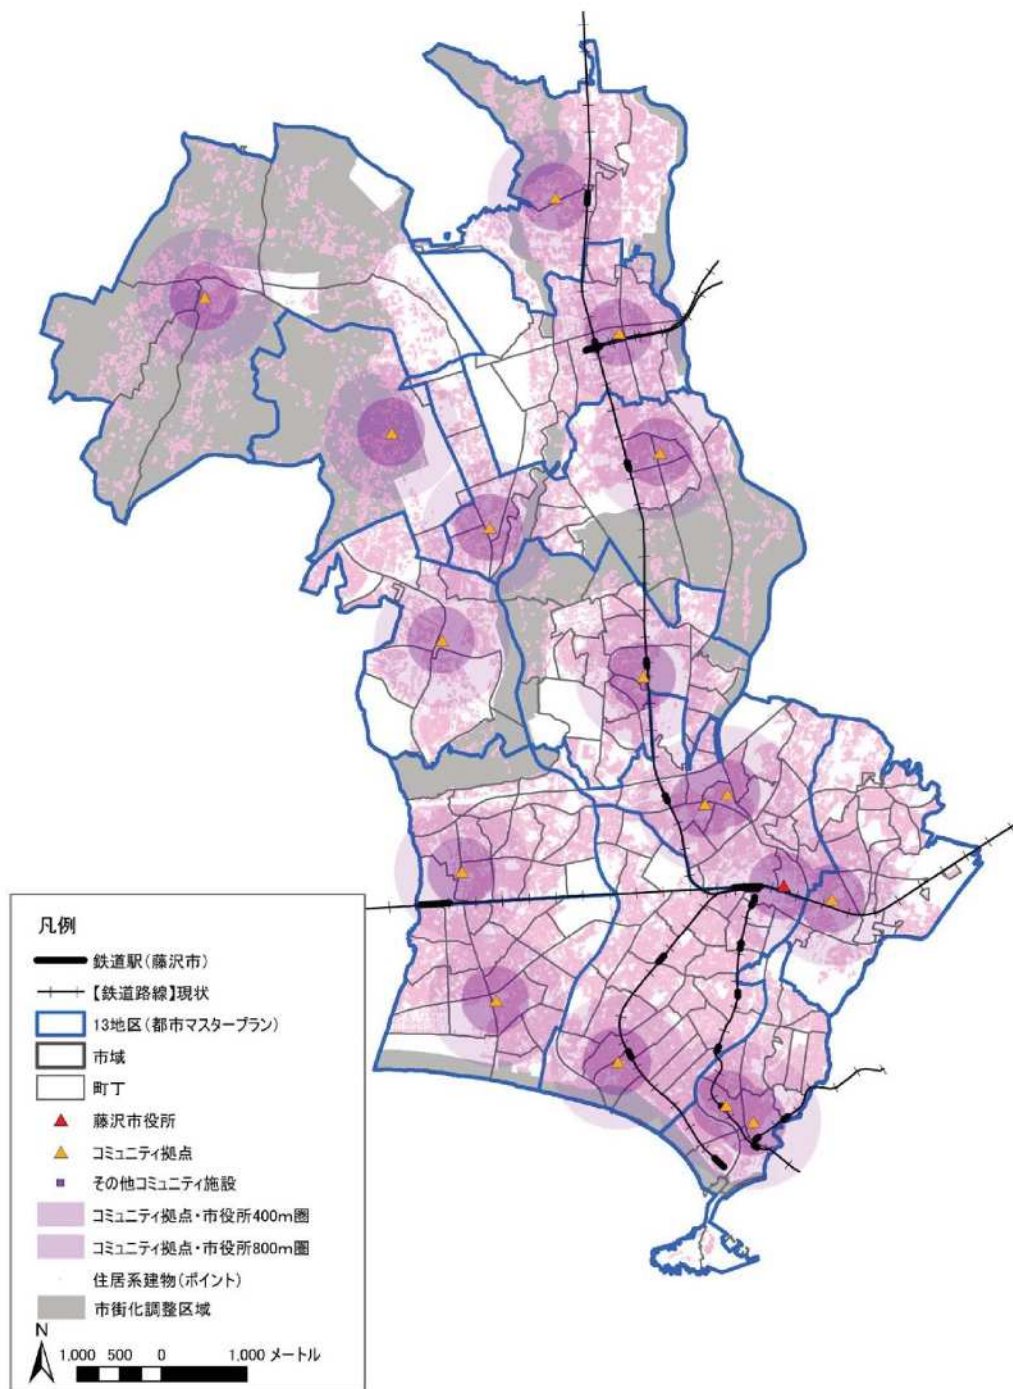 凡例
鉄道駅(藤沢市)
【鉄道路線】現状
13地区(都市マスタープラン)
市域
町丁
藤沢市役所
コミュニティ拠点
その他コミュニティ施設
コミュニティ拠点・市役所400m圏
コミュニティ拠点・市役所800m圏
住居系建物(ポイント)
市街化調整区域
N
1,000 500 0 1,000 メートル